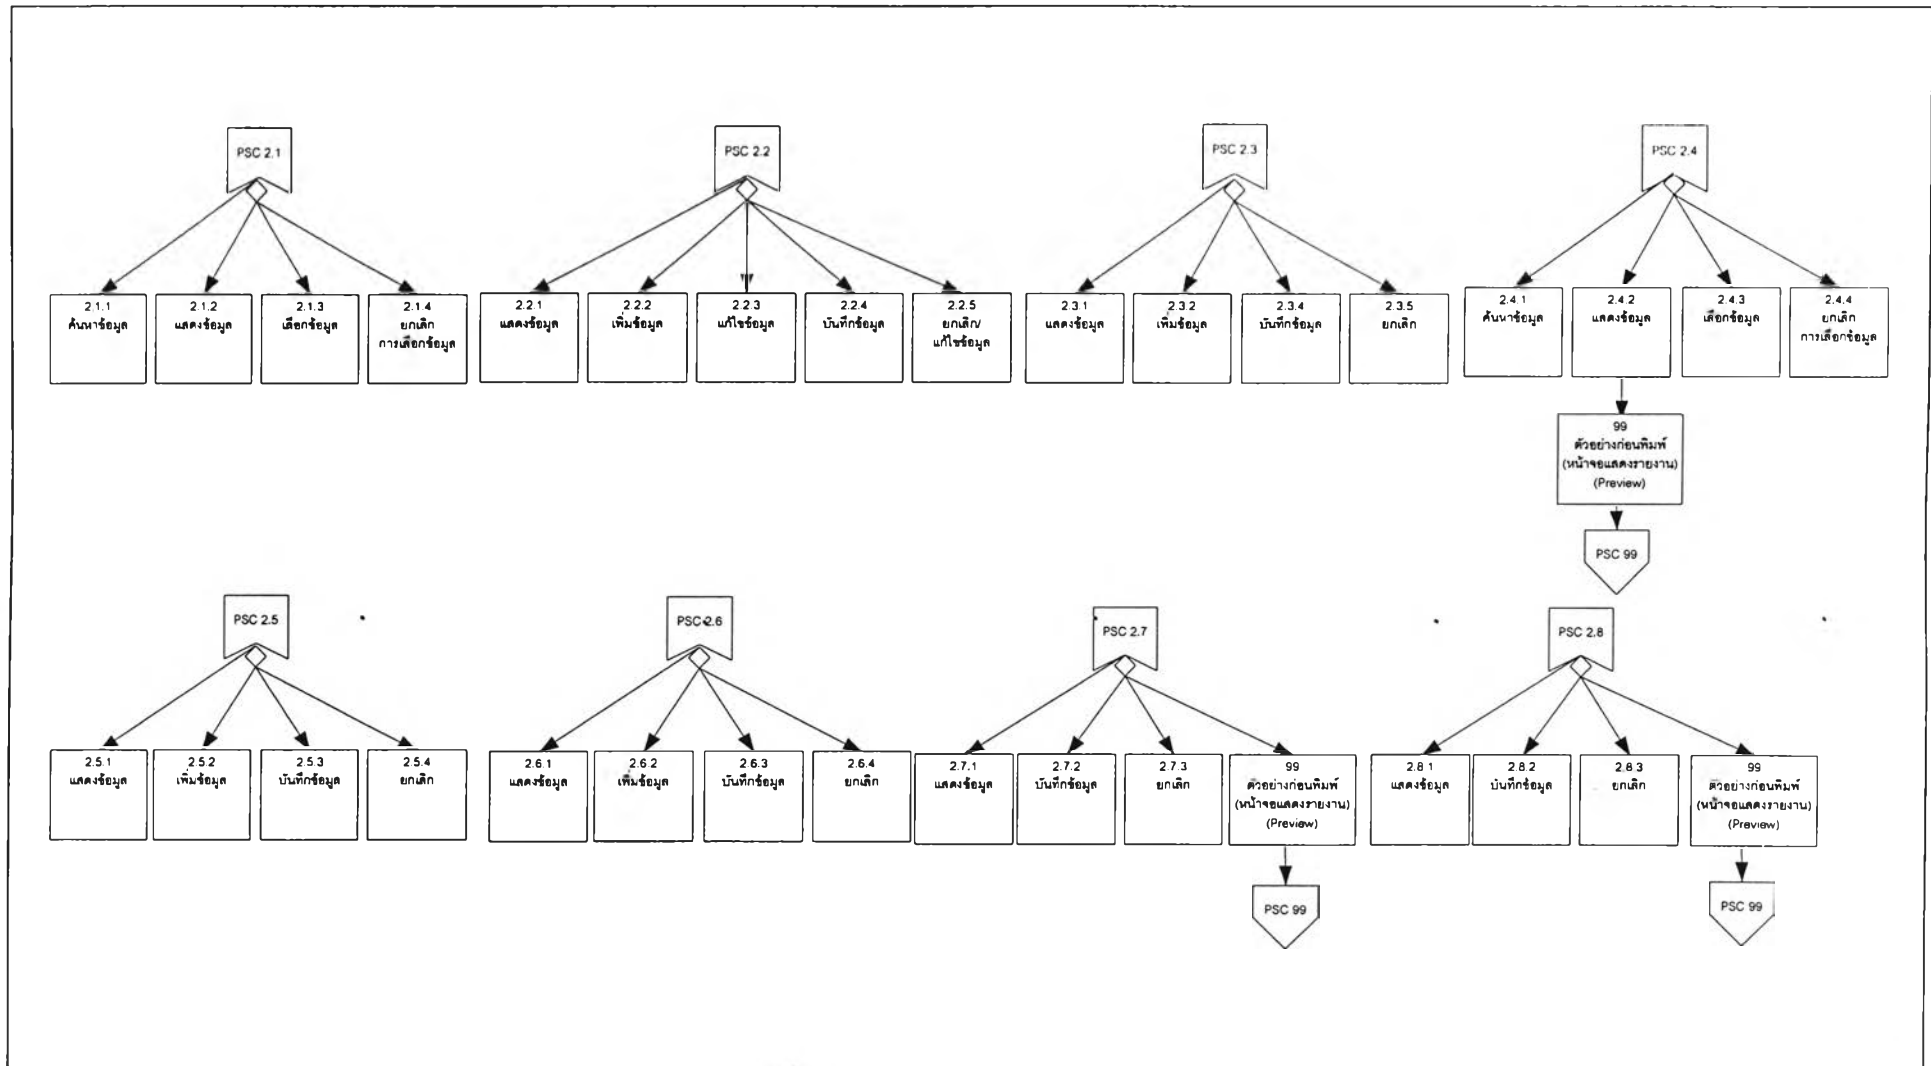 PSC 2.1
PSC 2.2
PSC 2.3
PSC 2.4
2.1.1
ค้นหาข้อมูล
2.1.2
แสดงข้อมูล
2.1.3
เลือกข้อมูล
2.1.4
ยกเลิก
การเลือกข้อมูล
2.2.1
แสดงข้อมูล
2.2.2
เพิ่มข้อมูล
2.2.3
แก้ไขข้อมูล
2.2.4
บันทึกข้อมูล
2.2.5
ยกเลิก/
แก้ไขข้อมูล
2.3.1
แสดงข้อมูล
2.3.2
เพิ่มข้อมูล
2.3.4
บันทึกข้อมูล
2.3.5
ยกเลิก
2.4.1
ค้นหาข้อมูล
2.4.2
แสดงข้อมูล
2.4.3
เลือกข้อมูล
2.4.4
ยกเลิก
การเลือกข้อมูล
99
ตัวอย่างก่อนพิมพ์
(หน้าจอแสดงรายงาน)
(Preview)
PSC 99
PSC 2.5
PSC 2.6
PSC 2.7
PSC 2.8
2.5.1
แสดงข้อมูล
2.5.2
เพิ่มข้อมูล
2.5.3
บันทึกข้อมูล
2.5.4
ยกเลิก
2.6.1
แสดงข้อมูล
2.6.2
เพิ่มข้อมูล
2.6.3
บันทึกข้อมูล
2.6.4
ยกเลิก
2.7.1
แสดงข้อมูล
2.7.2
บันทึกข้อมูล
2.7.3
ยกเลิก
99
ตัวอย่างก่อนพิมพ์
(หน้าจอแสดงรายงาน)
(Preview)
PSC 99
2.8.1
แสดงข้อมูล
2.8.2
บันทึกข้อมูล
2.8.3
ยกเลิก
99
ตัวอย่างก่อนพิมพ์
(หน้าจอแสดงรายงาน)
(Preview)
PSC 99